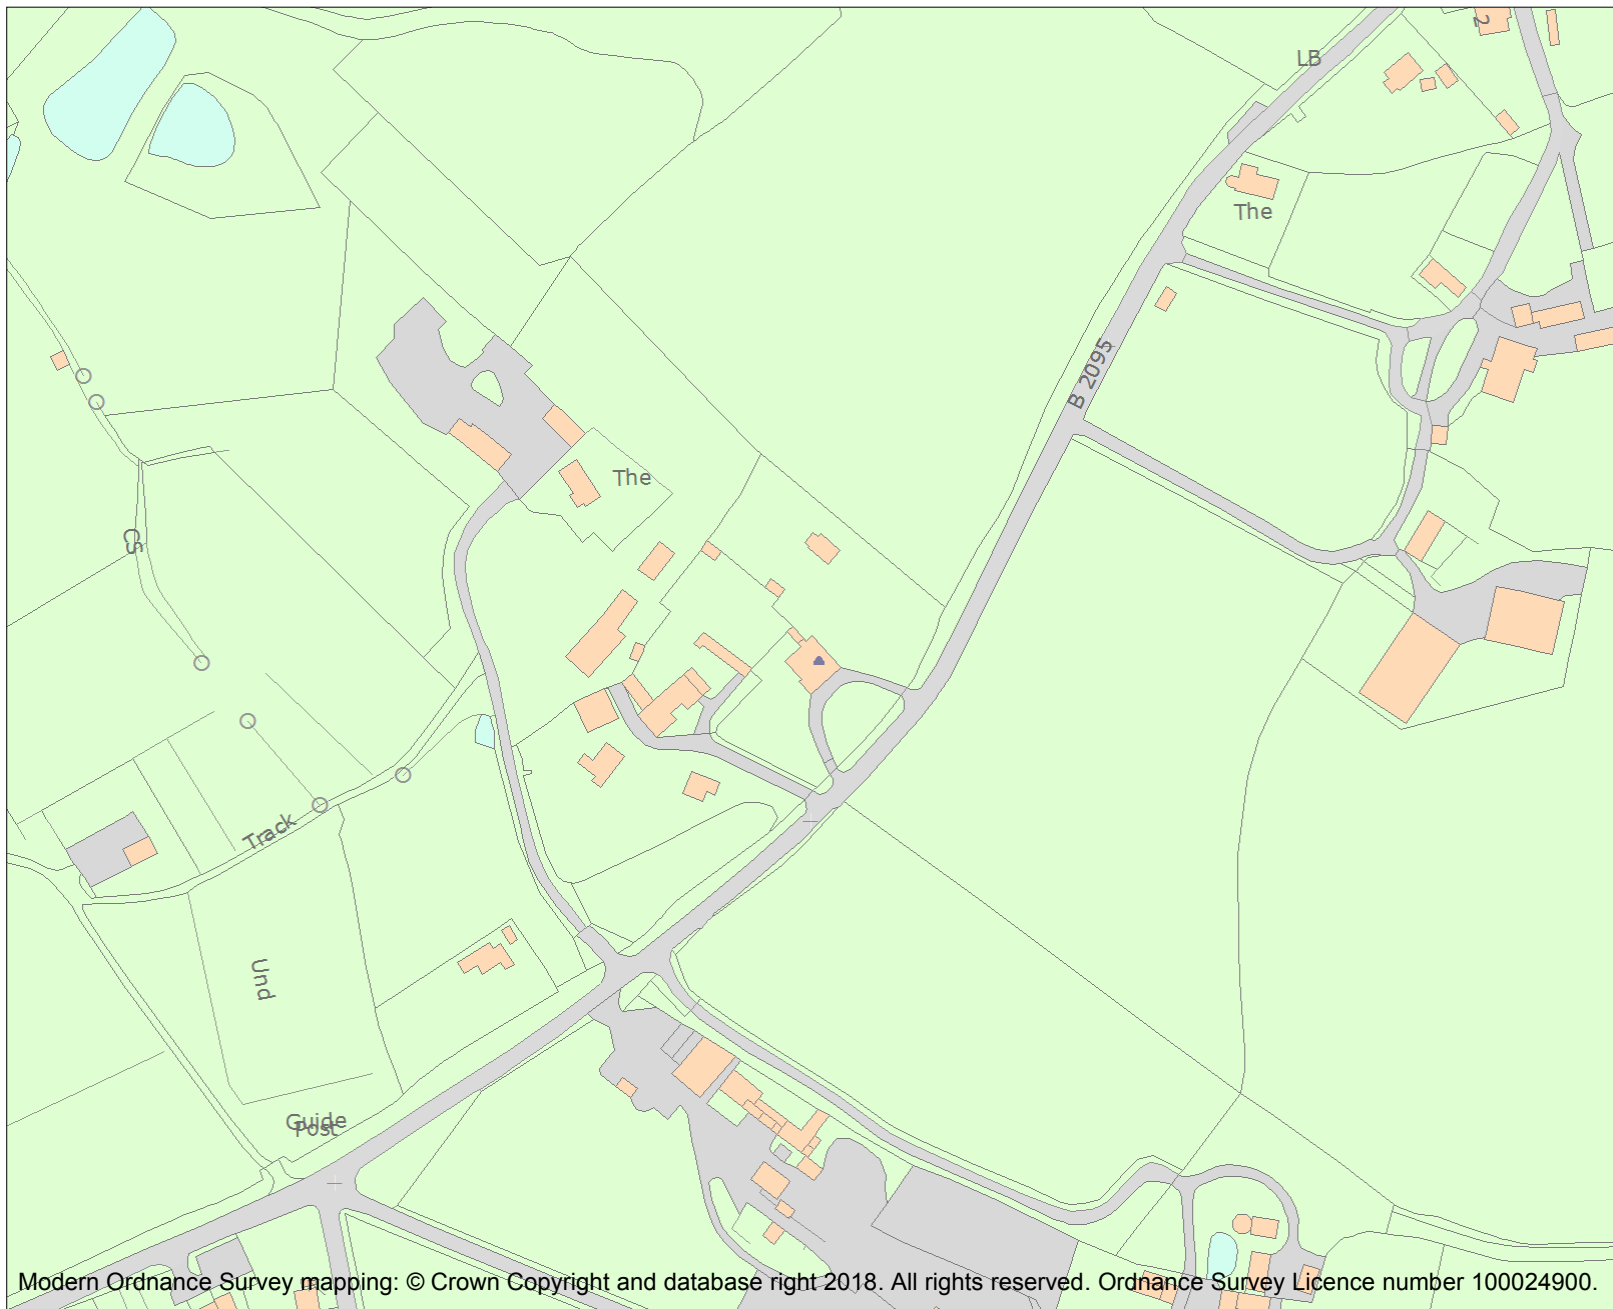 2
LB
The
B 2095
The
CS
Track
Und
Guide
Post
Modern Ordnance Survey mapping: © Crown Copyright and database right 2018. All rights reserved. Ordnance Survey Licence number 100024900.